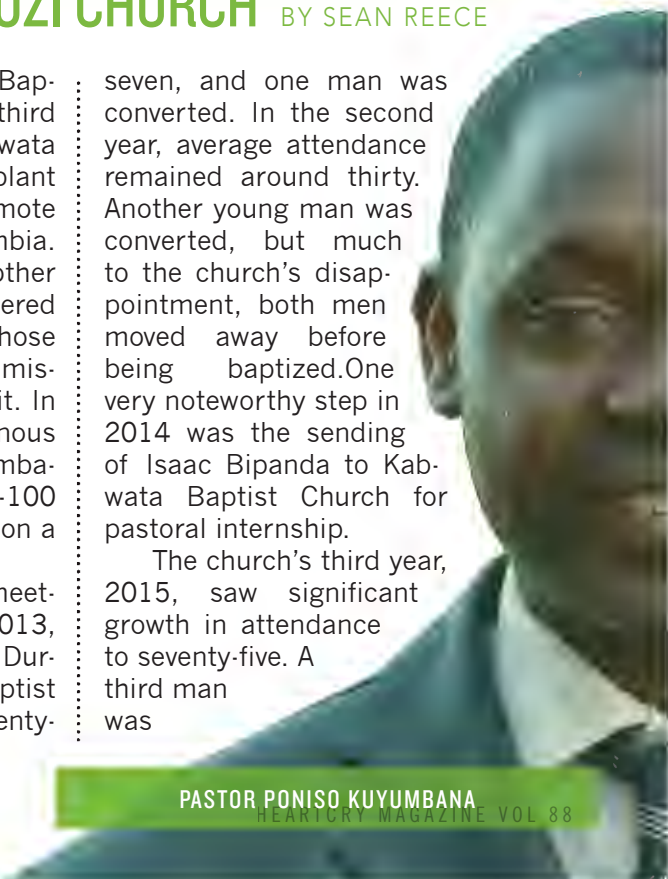 OZI CHURCH BY SEAN REECE
Bap-
third
wata
plant
mote
mbia.
other
ered
hose
mis-
it. In
nous
mba-
-100
on a
meet-
013,
Dur-
ptist
enty-
seven, and one man was
converted. In the second
year, average attendance
remained around thirty.
Another young man was
converted, but much
to the church's disap-
pointment, both men
moved away before
being baptized.One
very noteworthy step in
2014 was the sending
of Isaac Bipanda to Kab-
wata Baptist Church for
pastoral internship.
The church's third year,
2015, saw significant
growth in attendance
to seventy-five. A
third man
was
PASTOR PONISO KUYUMBANA
HEARTCRY MAGAZINE VOL 88